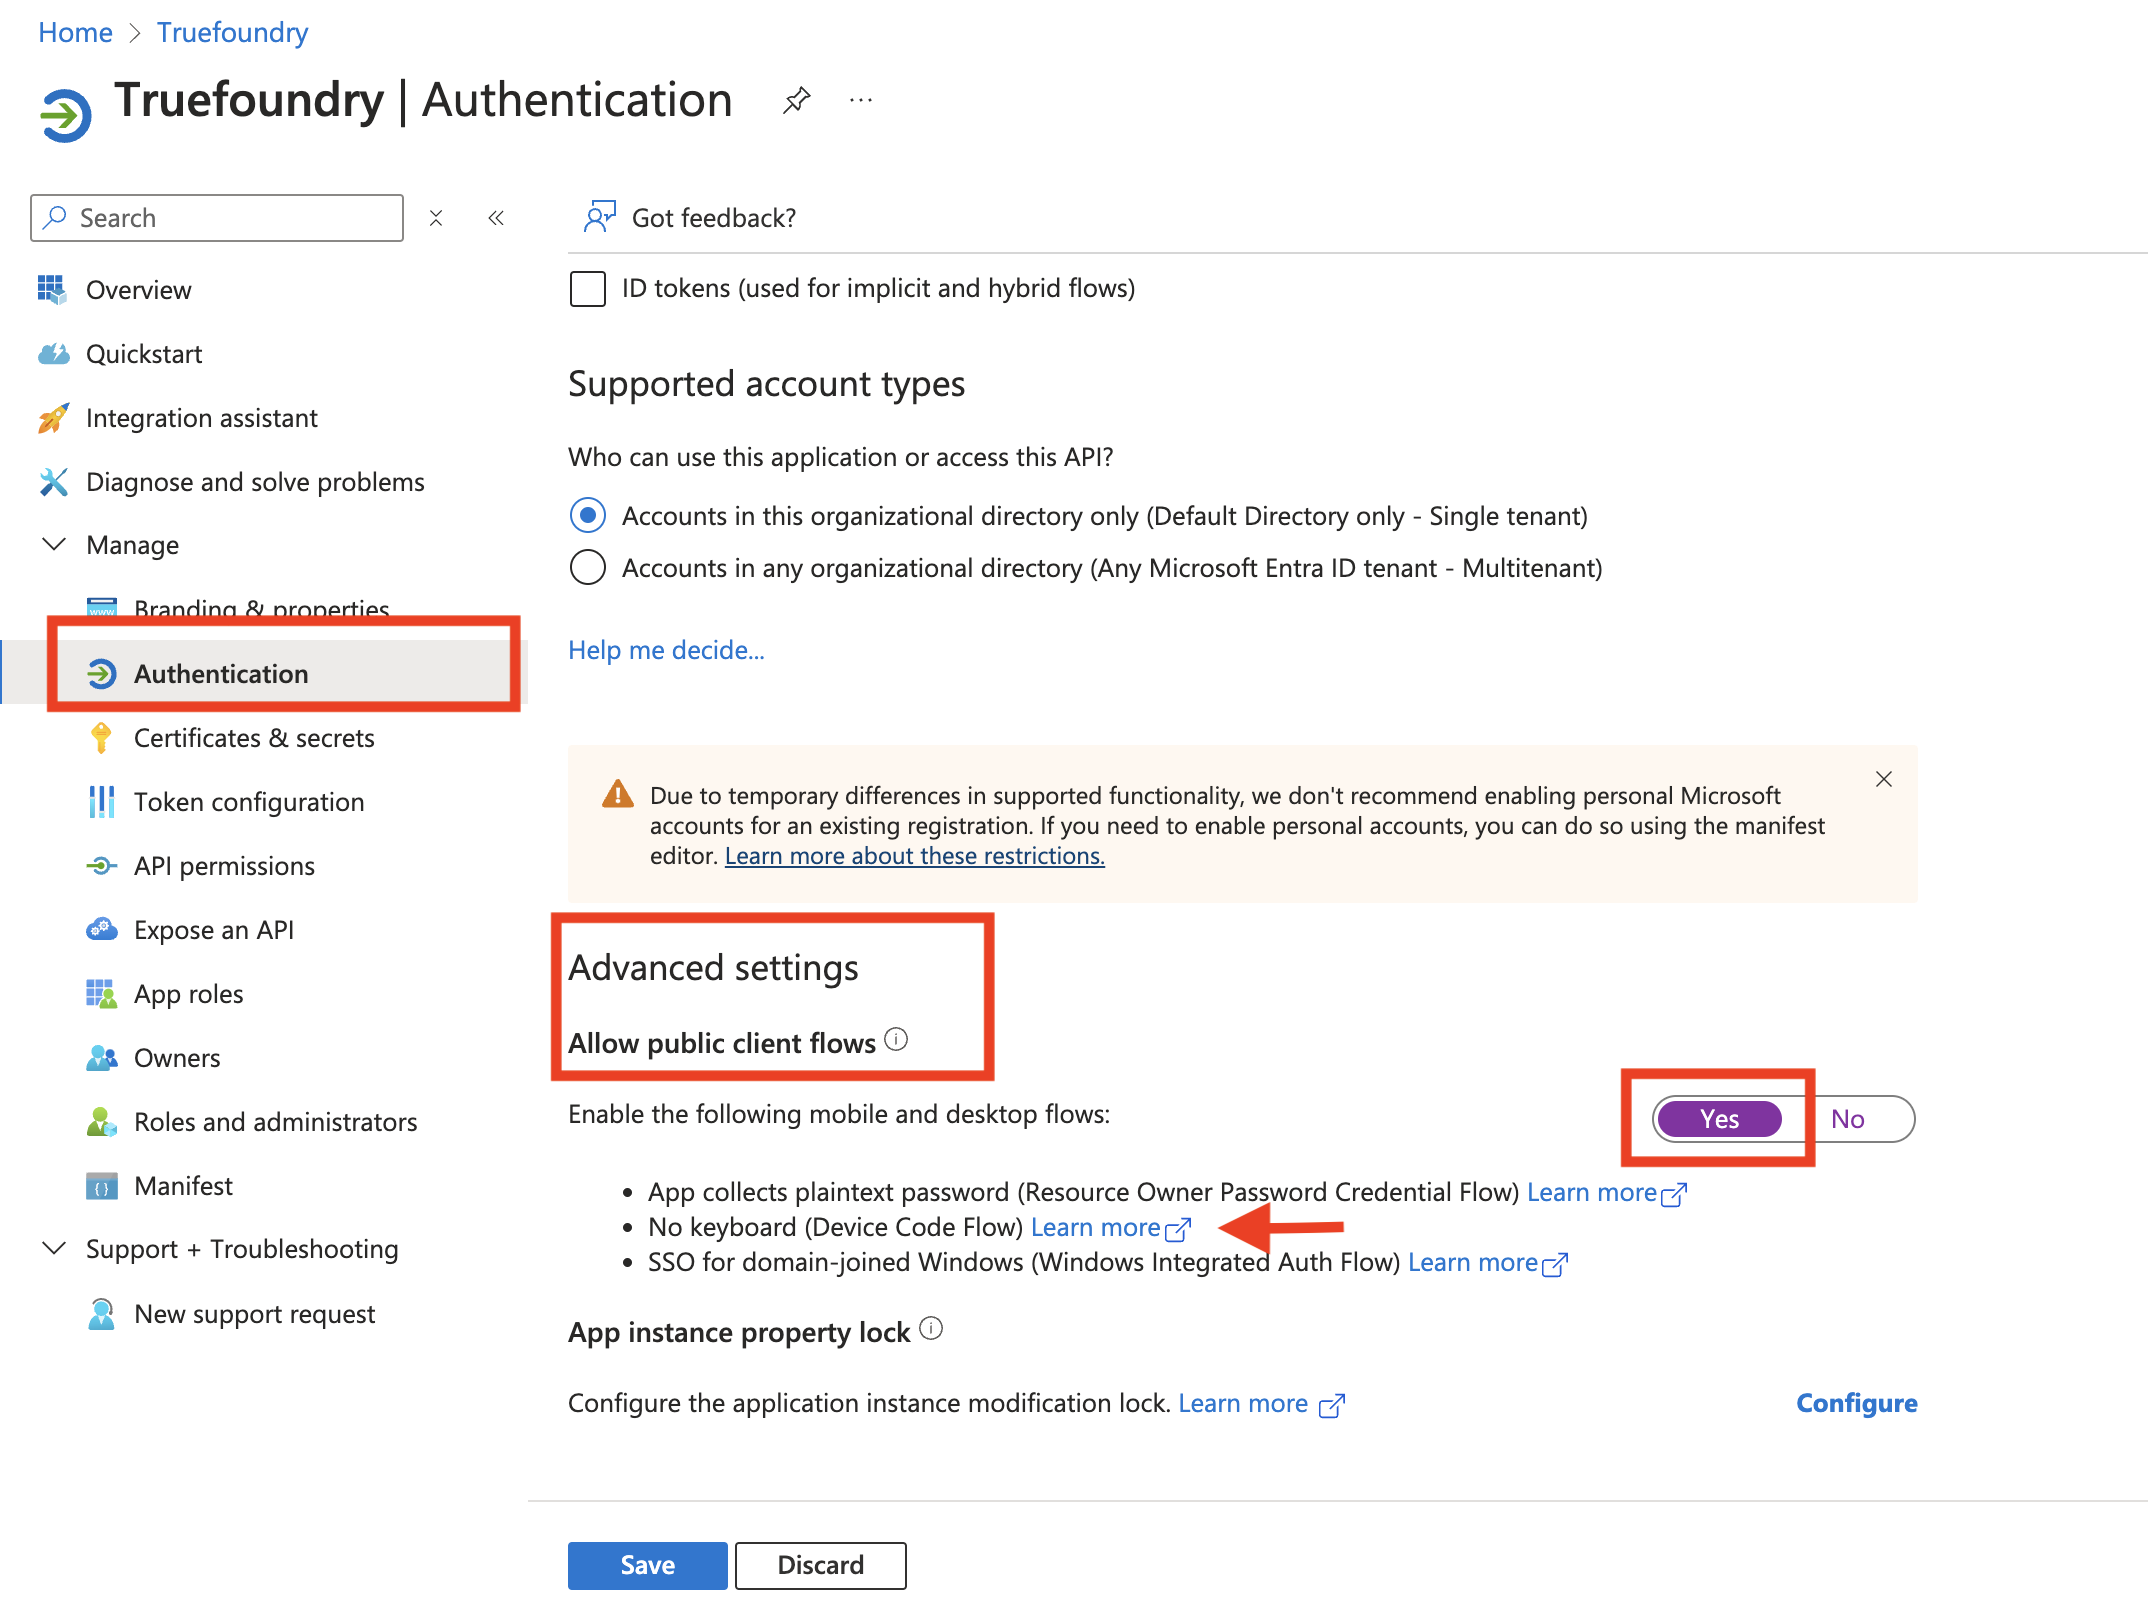 Home > Truefoundry
Truefoundry | Authentication
Search
Overview
Quickstart
Integration assistant
Diagnose and solve problems
Manage
Branding & properties
Authentication
Certificates & secrets
Token configuration
API permissions
Expose an API
App roles
Owners
Roles and administrators
Manifest
Support + Troubleshooting
New support request
Got feedback?
ID tokens (used for implicit and hybrid flows)
Supported account types
Who can use this application or access this API?
Accounts in this organizational directory only (Default Directory only - Single tenant)
Accounts in any organizational directory (Any Microsoft Entra ID tenant - Multitenant)
Help me decide...
Due to temporary differences in supported functionality, we don't recommend enabling personal Microsoft
accounts for an existing registration. If you need to enable personal accounts, you can do so using the manifest
editor. Learn more about these restrictions.
Advanced settings
Allow public client flows
Enable the following mobile and desktop flows:
Yes No
• App collects plaintext password (Resource Owner Password Credential Flow) Learn more
• No keyboard (Device Code Flow) Learn more
• SSO for domain-joined Windows (Windows Integrated Auth Flow) Learn more
App instance property lock
Configure the application instance modification lock. Learn more
Configure
Save Discard